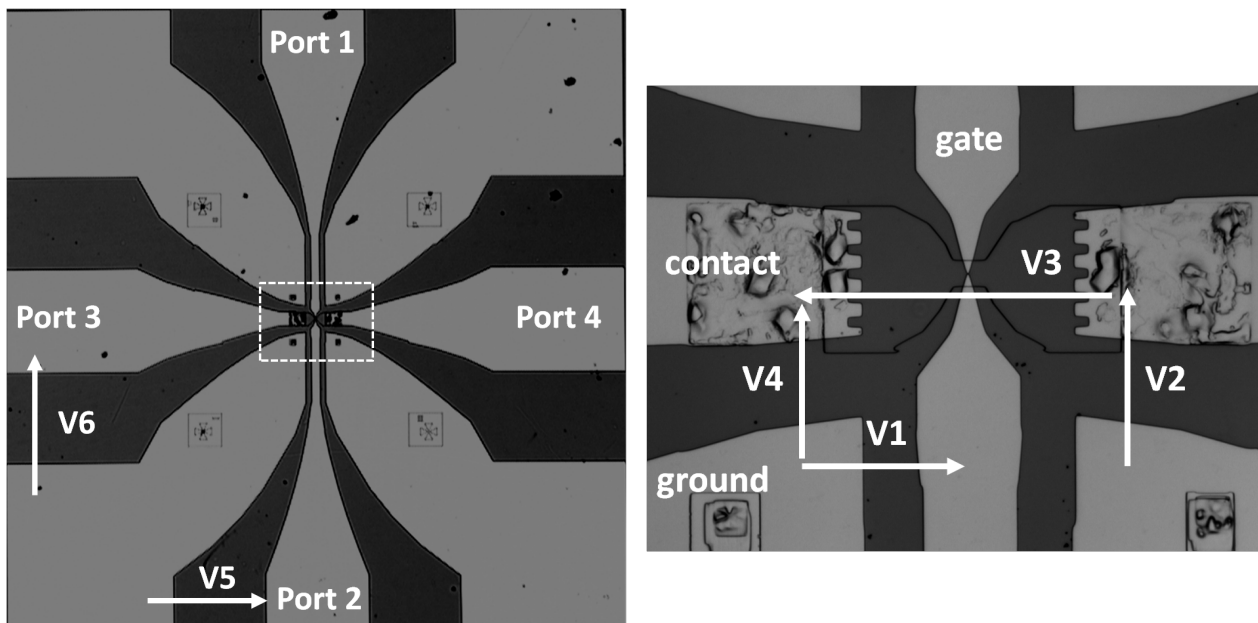 Port 1
Port 3
Port 4
V6
V5
Port 2
gate
contact
V3
V4
V2
V1
ground